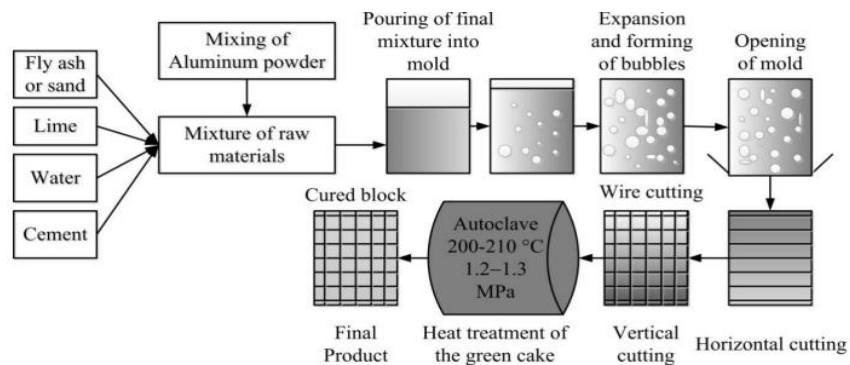 Fly ash
or sand
Lime
Water
Cement
Mixing of
Aluminum powder
Mixture of raw
materials
Pouring of final
mixture into
mold
Expansion
and forming
of bubbles
Opening
of mold
Horizontal cutting
Wire cutting
Vertical
cutting
Autoclave
200-210 °C
1.2–1.3
MPa
Heat treatment of
the green cake
Cured block
Final
Product